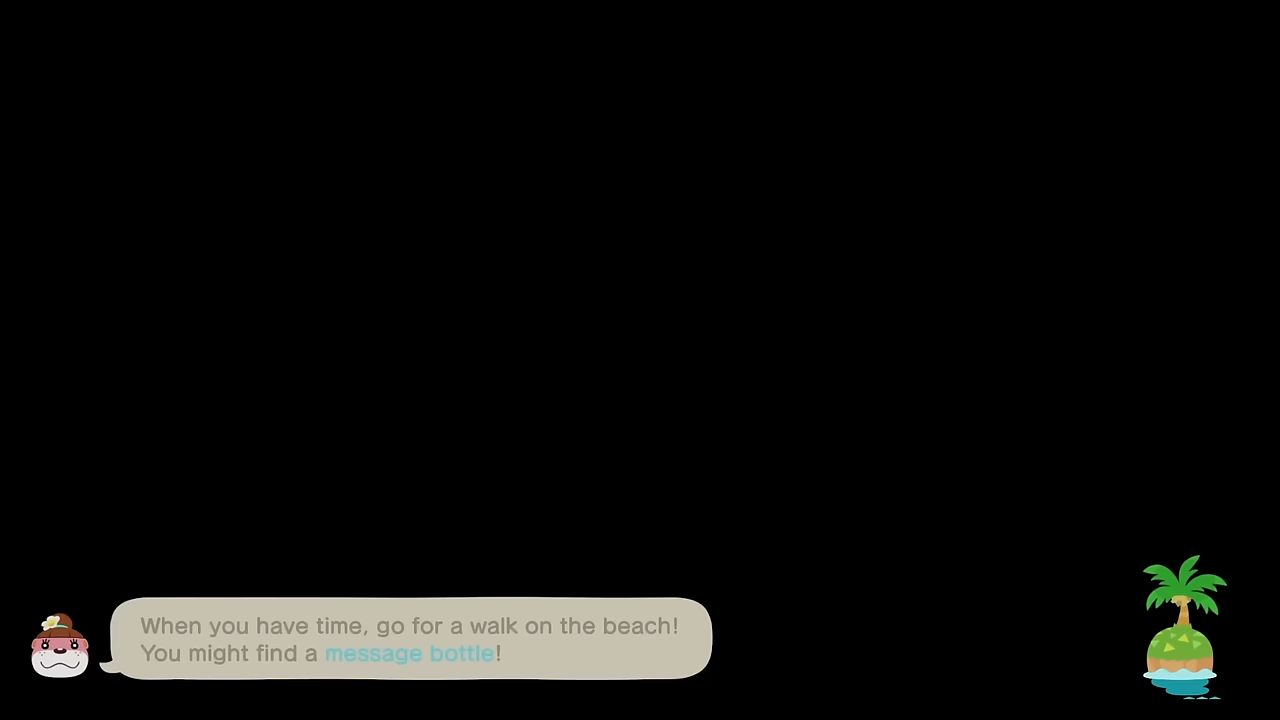 When you have time, go for a walk on the beach!
You might find a message bottle!